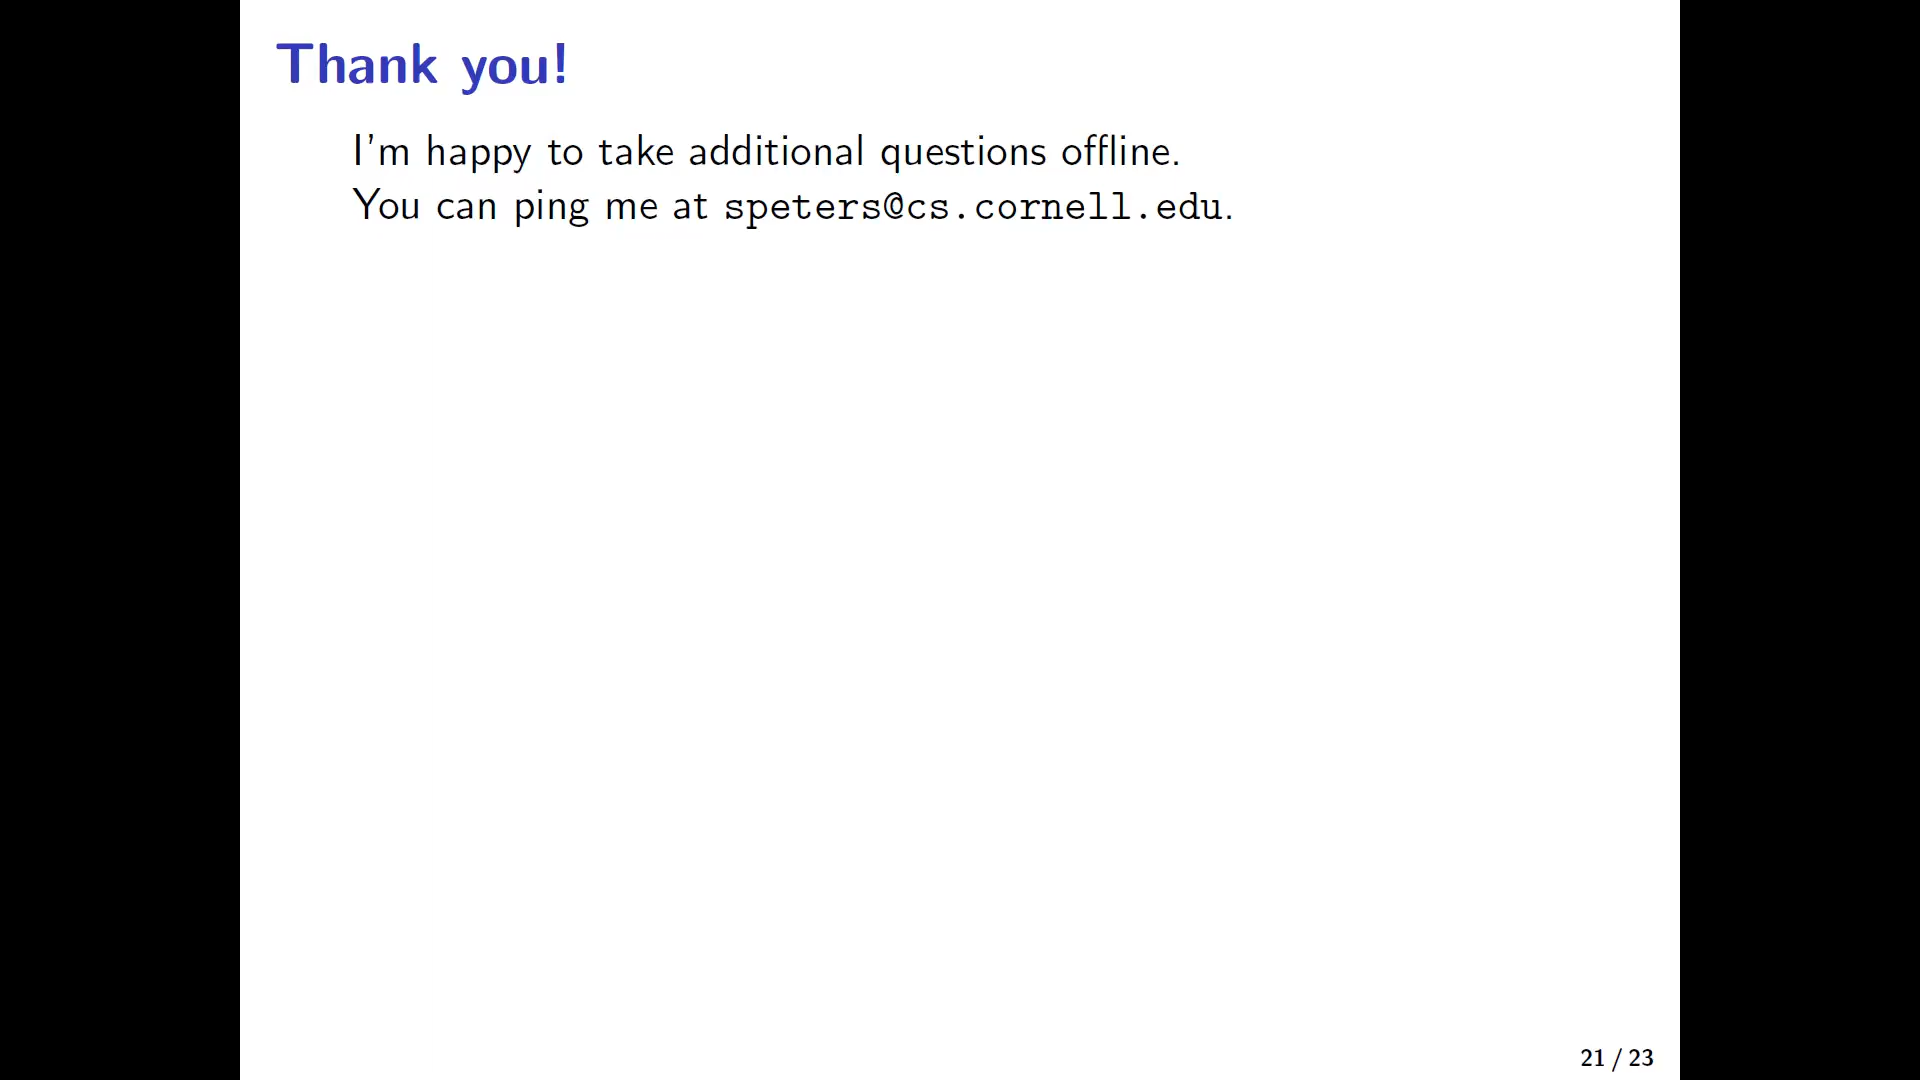 Thank you!
I'm happy to take additional questions offline.
You can ping me at speters@cs.cornell.edu.
21 / 23